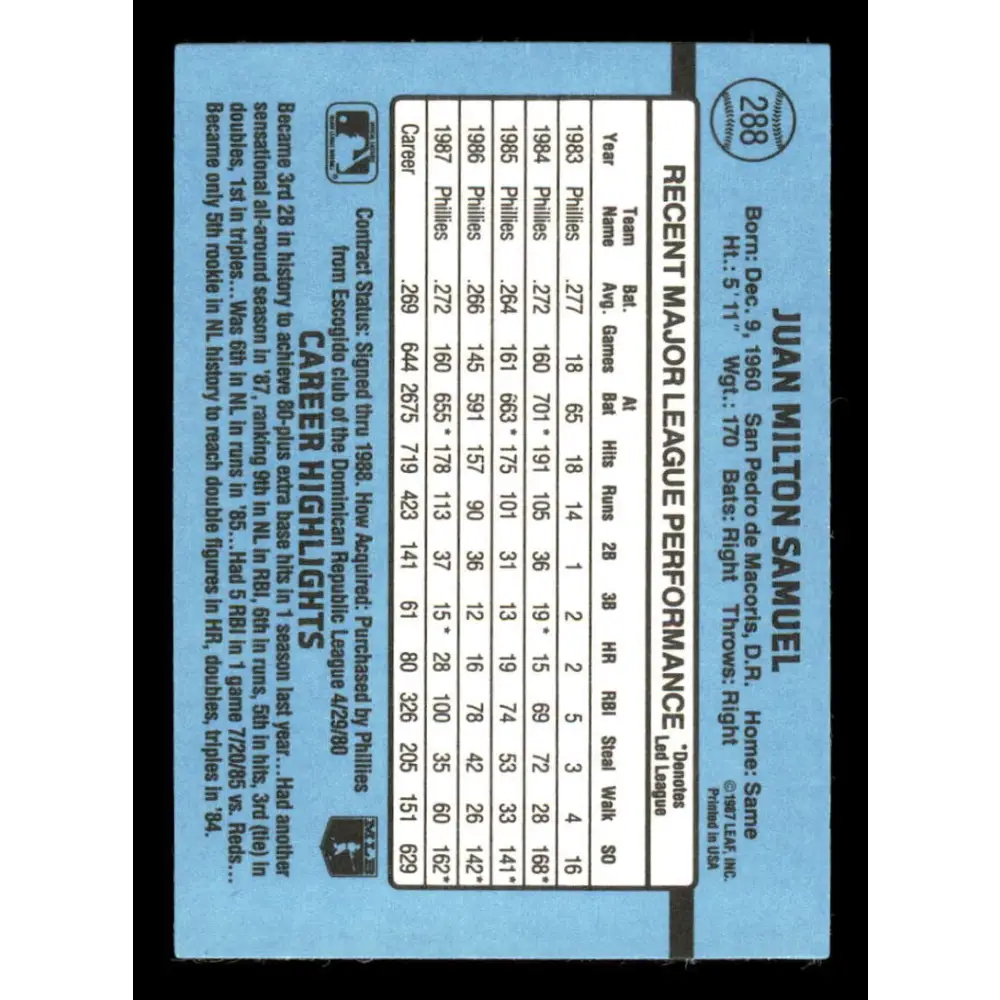 288
JUAN MILTON SAMUEL
Born: Dec. 9, 1960 San Pedro de Macoris, D.R. Home: Same
Ht.: 5'11" Wgt.: 170 Bats: Right Throws: Right
©1987 LEAF, INC.
Printed in USA
RECENT MAJOR LEAGUE PERFORMANCE *Denotes Led League
Year Team Name Bat. Avg. Games At Bat Hits Runs 2B 3B HR RBI Steal Walk SO
1983 Phillies .277 18 65 18 14 1 2 2 5 3 4 16
1984 Phillies .272 160 701* 191 105 36 19* 15 69 72 28 168*
1985 Phillies .264 161 663* 175 101 31 13 19 74 53 33 141*
1986 Phillies .266 145 591 157 90 36 12 16 78 42 26 142*
1987 Phillies .272 160 655* 178 113 37 15* 28 100 35 60 162*
Career .269 644 2675 719 423 141 61 80 326 205 151 629
Contract Status: Signed thru 1988. How Acquired: Purchased by Phillies
from Escogido club of the Dominican Republic League 4/29/80
MLB
CAREER HIGHLIGHTS
Became 3rd 2B in history to achieve 80-plus extra base hits in 1 season last year...Had another
sensational all-around season in '87, ranking 9th in NL in RBI, 6th in runs, 5th in hits, 3rd (tie) in
doubles, 1st in triples...Was 6th in NL in runs in '85...Had 5 RBI in 1 game 7/20/85 vs. Reds...
Became only 5th rookie in NL history to reach double figures in HR, doubles, triples in '84.